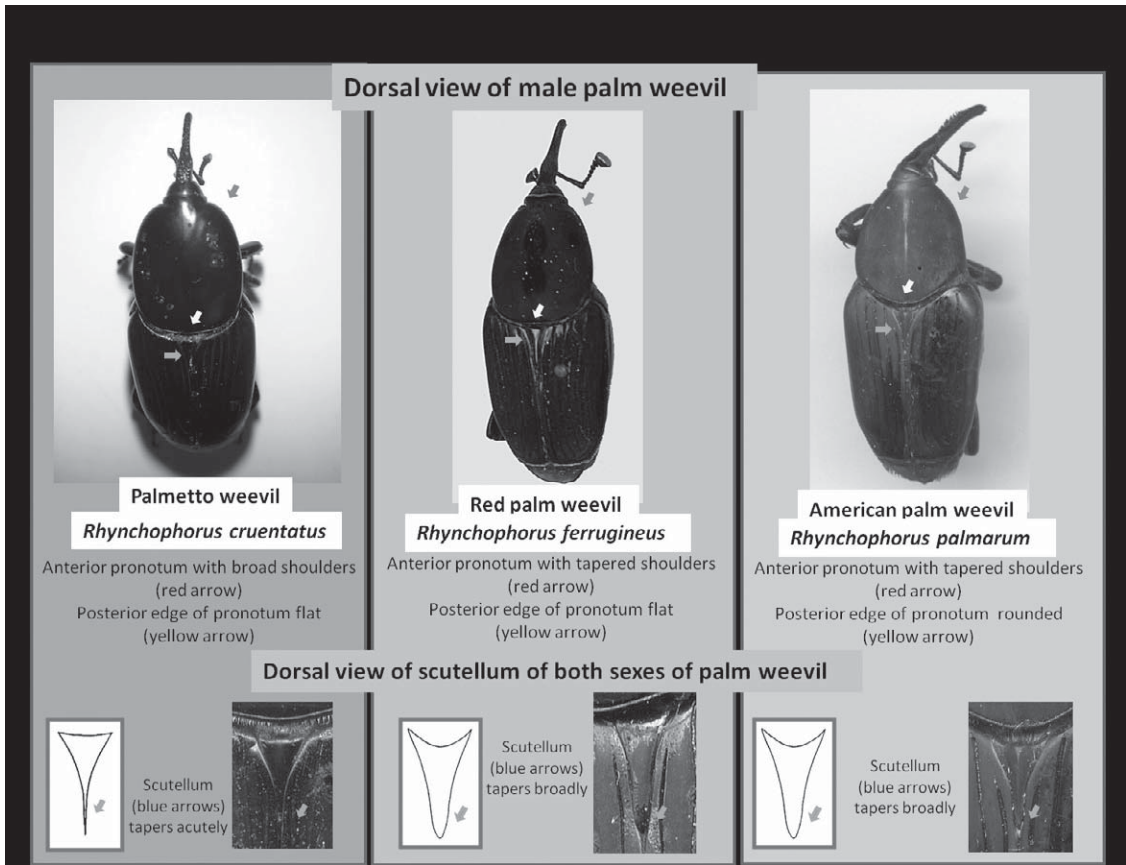 Dorsal view of male palm weevil
Palmetto weevil
Rhynchophorus cruentatus
Anterior pronotum with broad shoulders
(red arrow)
Posterior edge of pronotum flat
(yellow arrow)
Red palm weevil
Rhynchophorus ferrugineus
Anterior pronotum with tapered shoulders
(red arrow)
Posterior edge of pronotum flat
(yellow arrow)
American palm weevil
Rhynchophorus palmarum
Anterior pronotum with tapered shoulders
(red arrow)
Posterior edge of pronotum rounded
(yellow arrow)
Dorsal view of scutellum of both sexes of palm weevil
Scutellum
(blue arrows)
tapers acutely
Scutellum
(blue arrows)
tapers broadly
Scutellum
(blue arrows)
tapers broadly